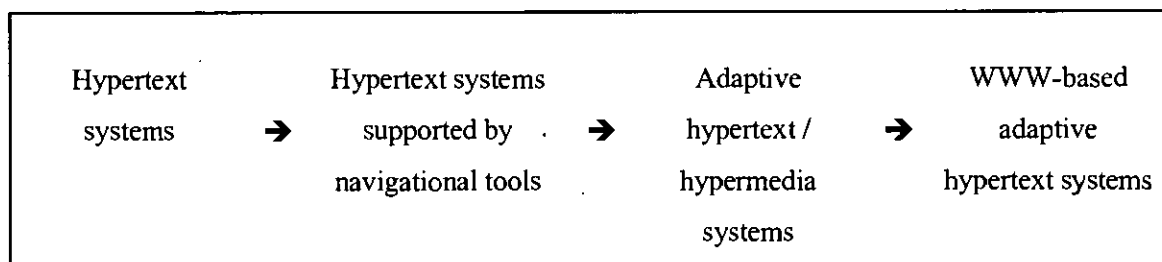 Hypertext
systems
➔
Hypertext systems
supported by
navigational tools
➔
Adaptive
hypertext /
hypermedia
systems
➔
WWW-based
adaptive
hypertext systems